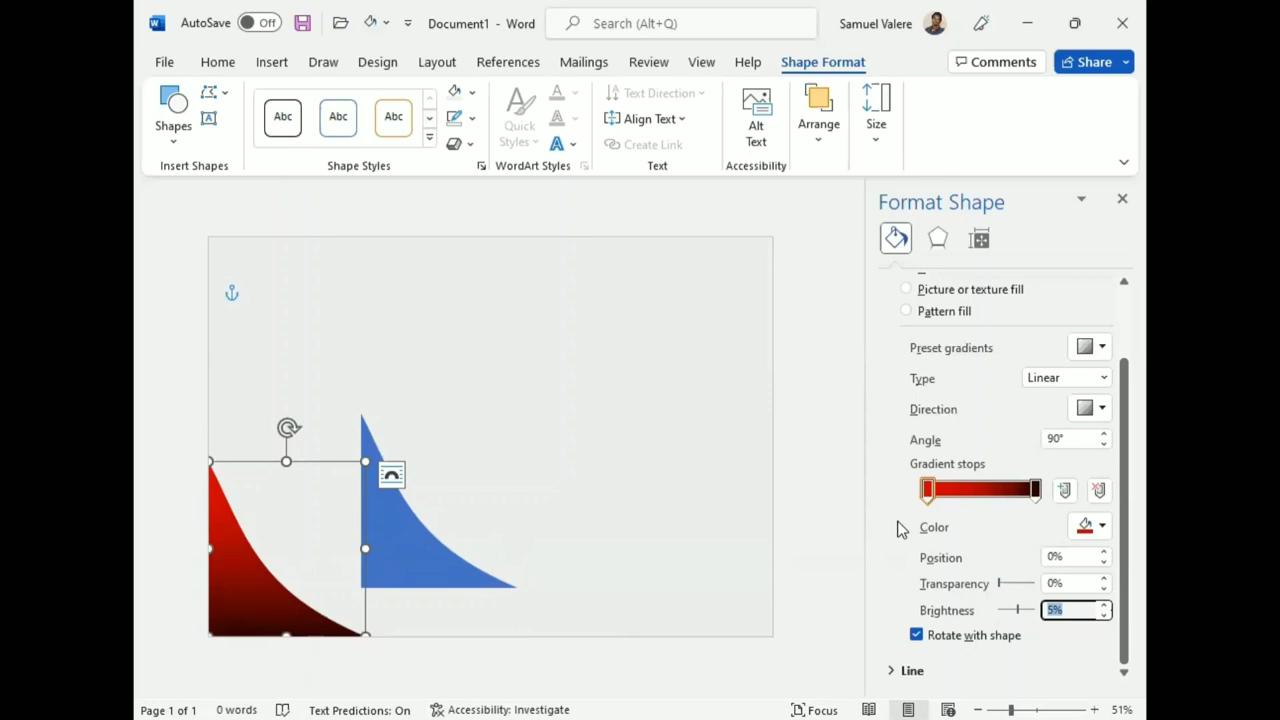 AutoSave Off Document1 - Word Search (Alt+Q) Samuel Valere
File Home Insert Draw Design Layout References Mailings Review View Help Shape Format Comments Share
Shapes
Abc Abc Abc
Quick
Styles
Text Direction
Align Text
Create Link
Alt
Text
Arrange
Size
Insert Shapes Shape Styles WordArt Styles Text Accessibility
Format Shape
Picture or texture fill
Pattern fill
Preset gradients
Type Linear
Direction
Angle 90°
Gradient stops
Color
Position 0%
Transparency 0%
Brightness 5%
Rotate with shape
Line
Page 1 of 1 0 words Text Predictions: On Accessibility: Investigate Focus 51%